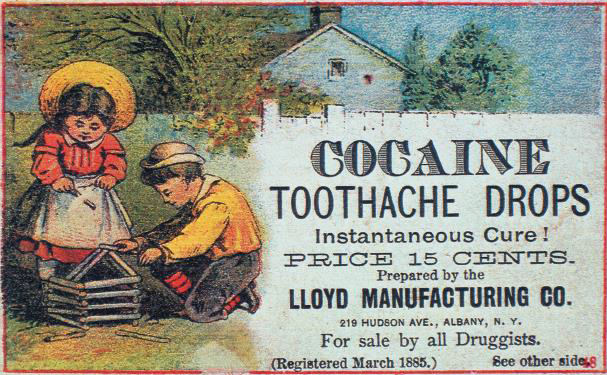 COCAINE
TOOTHACHE DROPS
Instantaneous Cure!
PRICE 15 CENTS.
Prepared by the
LLOYD MANUFACTURING CO.
219 HUDSON AVE., ALBANY, N. Y.
For sale by all Druggists.
(Registered March 1885.) See other side.